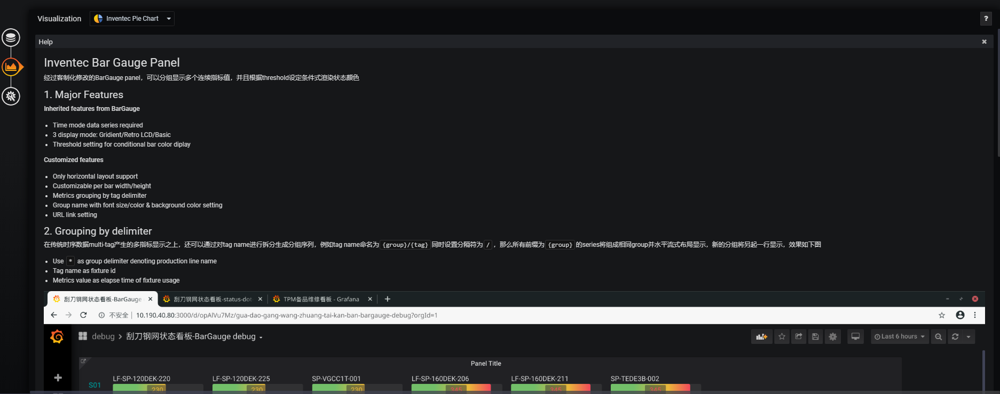 Visualization
Inventec Pie Chart
?
Help
Inventec Bar Gauge Panel
经过客制化修改的BarGauge panel，可以分组显示多个连续指标值，并且根据threshold设定条件式渲染状态颜色
1. Major Features
Inherited features from BarGauge
Time mode data series required
3 display mode: Gridient/Retro LCD/Basic
Threshold setting for conditional bar color diplay
Customized features
Only horizontal layout support
Customizable per bar width/height
Metrics grouping by tag delimiter
Group name with font size/color & background color setting
URL link setting
2. Grouping by delimiter
在传统时序数据multi-tag产生的多指标显示之上，还可以通过对tag name进行拆分生成分组序列，例如tag name命名为 {group}/{tag} 同时设置分隔符为 / ，那么所有前缀为 {group} 的series将组成相同group并水平流式布局显示，新的分组将另起一行显示，效果如下图
Use * as group delimiter denoting production line name
Tag name as fixture id
Metrics value as elapse time of fixture usage
刮刀钢网状态看板-BarGauge
刮刀钢网状态看板-status-dot
TPM备品维修看板 - Grafana
不安全 | 10.190.40.80:3000/d/opAlVu7Mz/gua-dao-gang-wang-zhuang-tai-kan-ban-bargauge-debug?orgId=1
debug > 刮刀钢网状态看板-BarGauge debug
Last 6 hours
Panel Title
S01
LF-SP-120DEK-220
LF-SP-120DEK-225
SP-VGCC1T-001
LF-SP-160DEK-206
LF-SP-160DEK-211
SP-TEDE3B-002
230
230
230
345
345
345